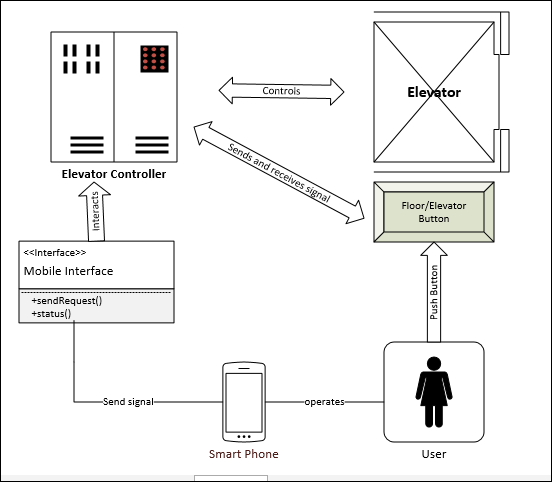 Controls
Elevator
Elevator Controller
Sends and receives signal
Floor/Elevator
Button
Interacts
<<Interface>>
Mobile Interface
+sendRequest()
+status()
Push Button
Send signal
operates
Smart Phone
User